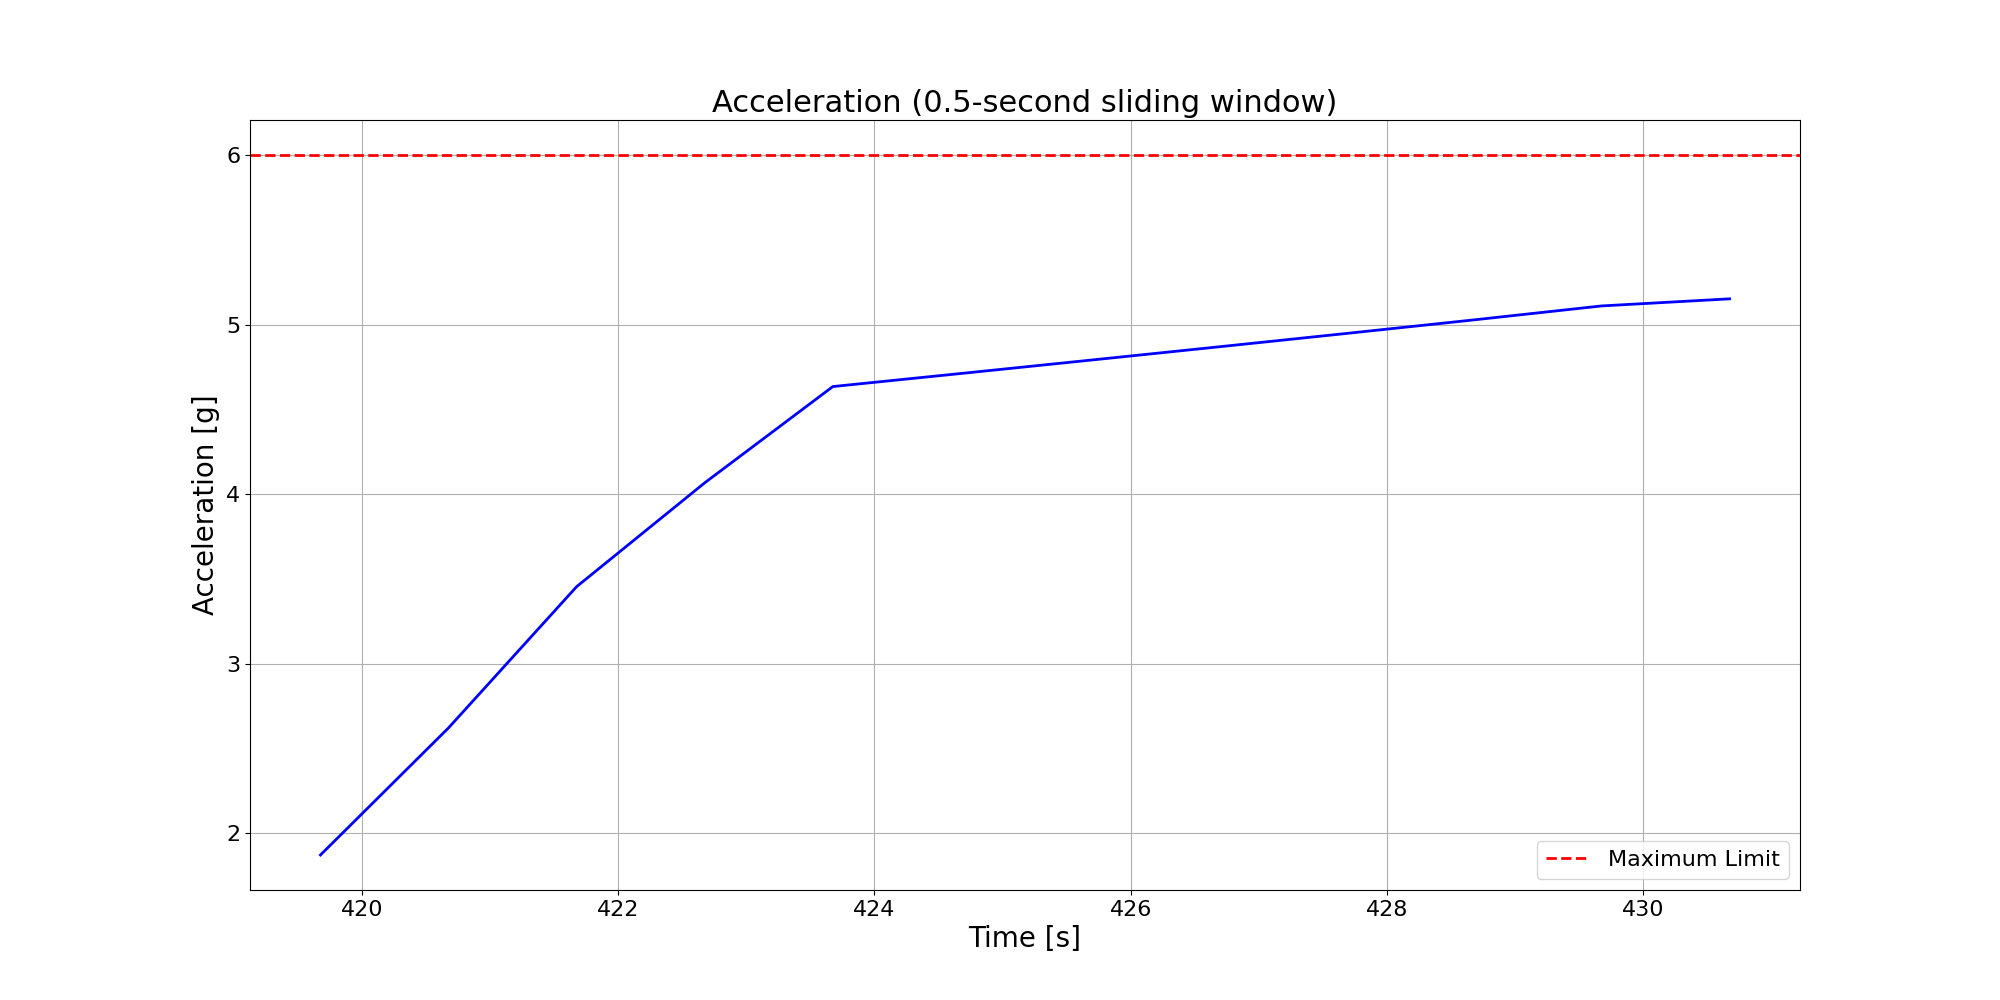 Acceleration (0.5-second sliding window)
6
5
4
3
2
Acceleration [g]
420 422 424 426 428 430
Time [s]
Maximum Limit